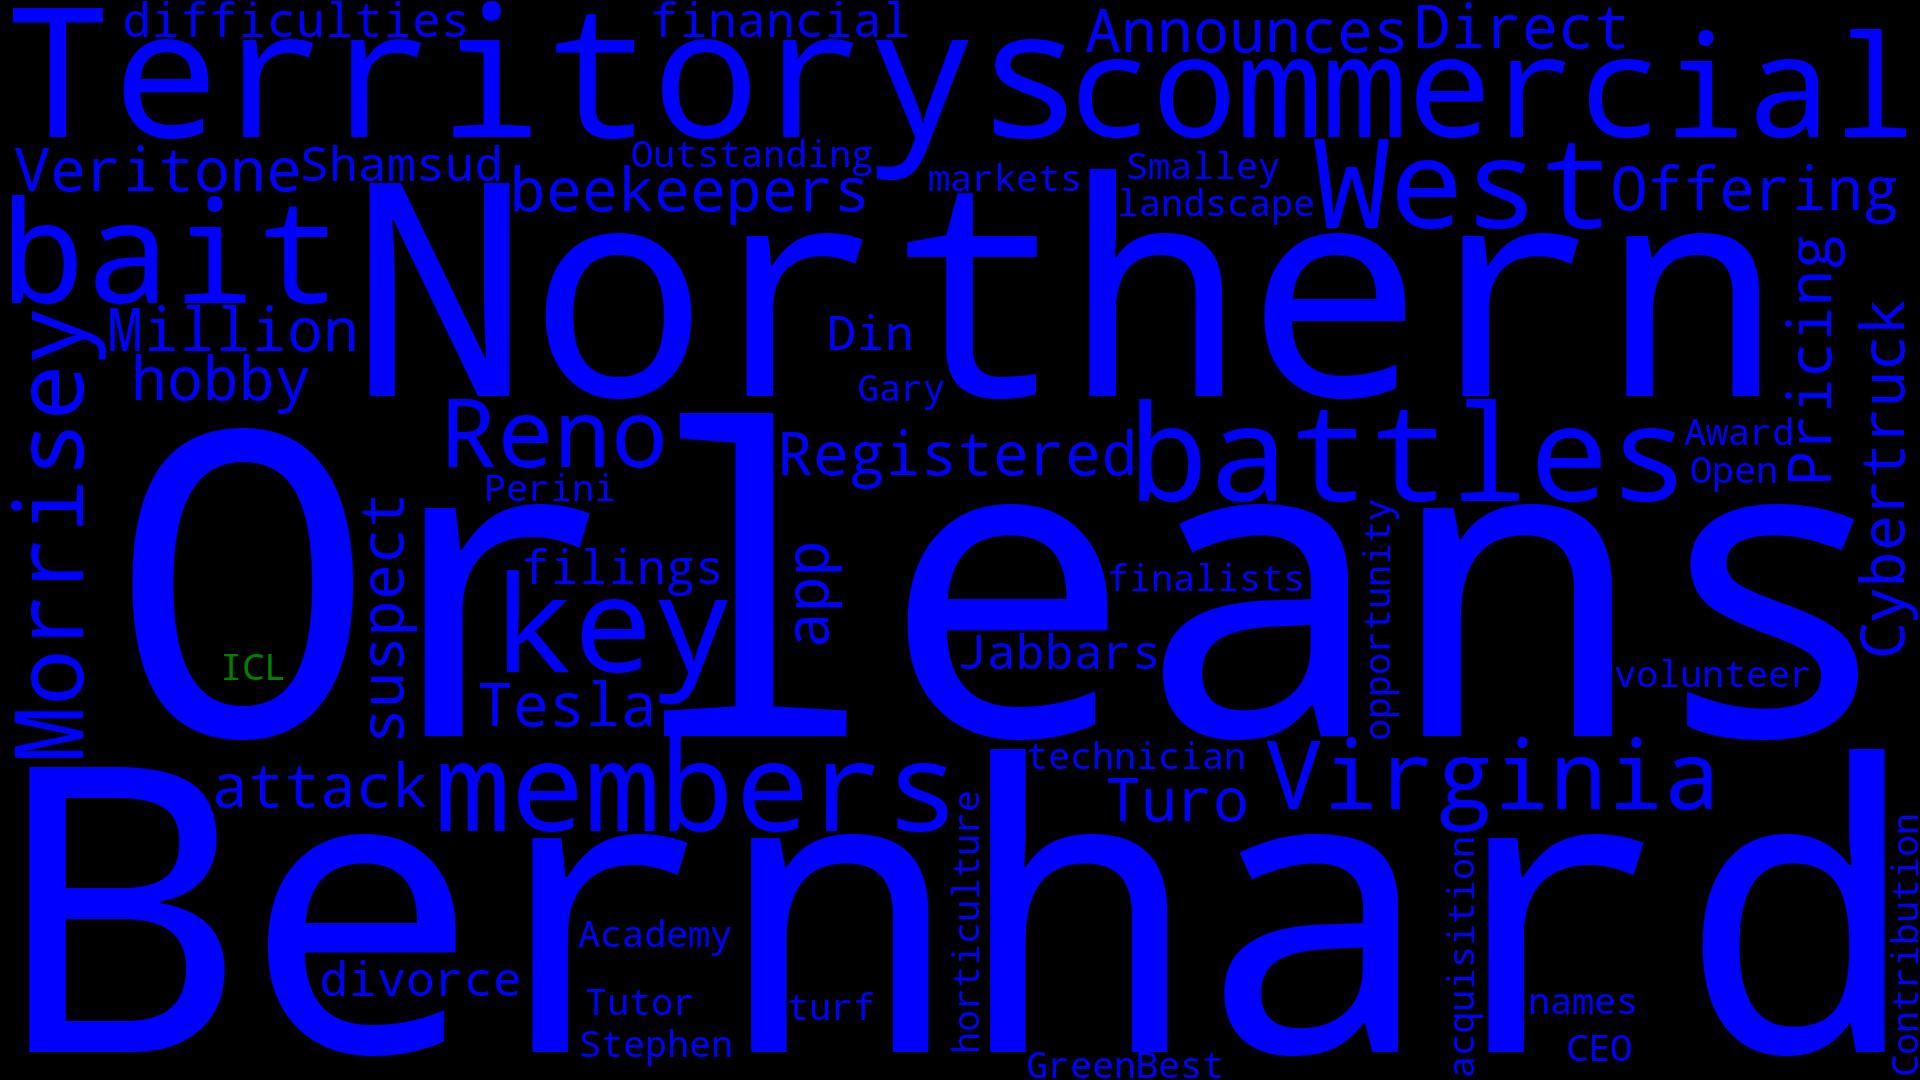 difficulties
financial
Announces
Direct
Territorys
commercial
Veritone
Shamsud
Outstanding
beekeepers
markets
Smalley
landscape
West
Offering
bait
Northern
Million
hobby
Din
Gary
Pricing
Cybertruck
Morrisey
Reno
Registered
battles
Award
Open
Perini
Orleans
suspect
filings
key
app
finalists
opportunity
Jabbars
ICL
Tesla
volunteer
attack
members
technician
Turo
Virginia
Bernhard
horticulture
acquisition
Contribution
Academy
divorce
Tutor
turf
names
Stephen
CEO
GreenBest